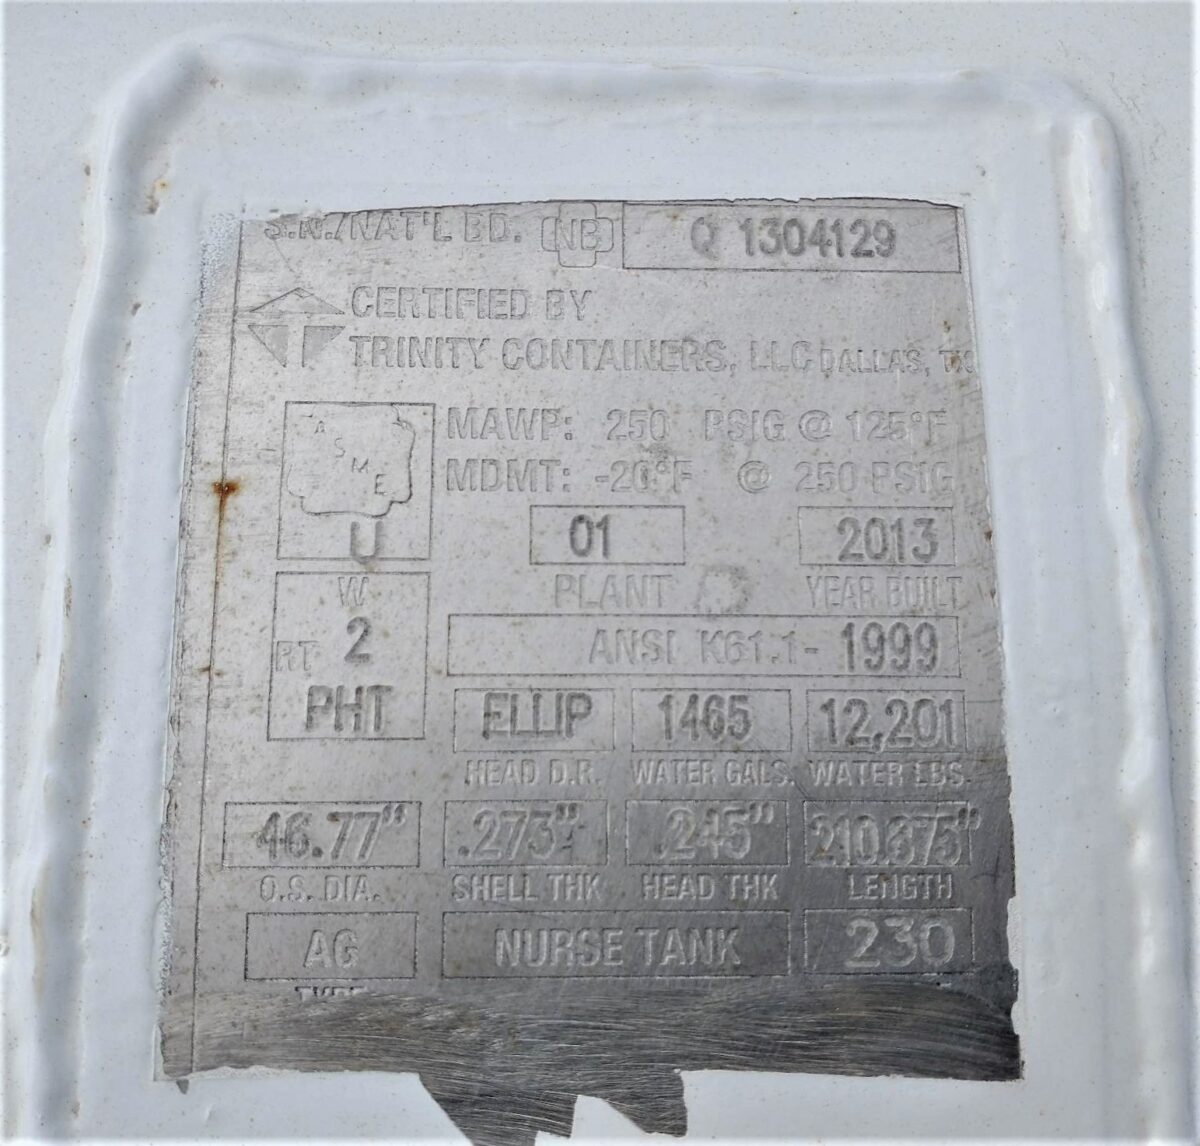 S.N./NAT'L BD. NB Q 1304129
CERTIFIED BY
TRINITY CONTAINERS, LLC DALLAS, TX
ASME
U
MAWP: 250 PSIG @ 125°F
MDMT: -20°F @ 250 PSIG
01 2013
PLANT YEAR BUILT
W
RT 2
PHT
ANSI K61.1- 1999
ELLIP 1465 12,201
HEAD D.R. WATER GALS. WATER LBS.
46.77" .273" .245" 210.875"
O.S. DIA. SHELL THK HEAD THK LENGTH
AG NURSE TANK 230
TYPE